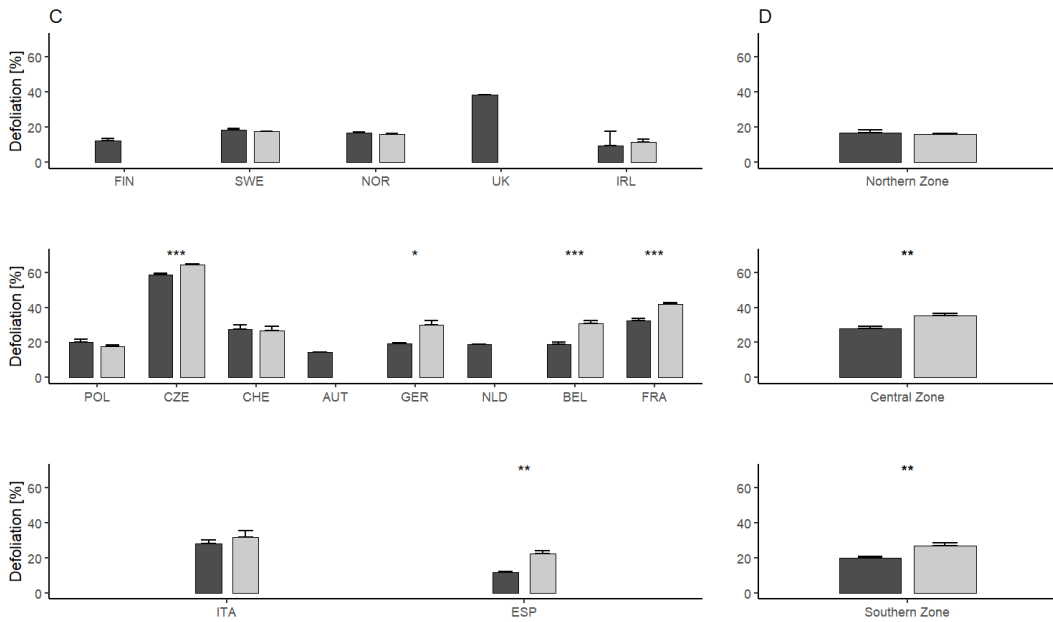 C
D
Defoliation [%]
60
40
20
0
FIN SWE NOR UK IRL
60
40
20
0
Northern Zone
Defoliation [%]
60
40
20
0
*** * *** ***
POL CZE CHE AUT GER NLD BEL FRA
60
40
20
0
**
Central Zone
Defoliation [%]
60
40
20
0
**
ITA ESP
60
40
20
0
**
Southern Zone